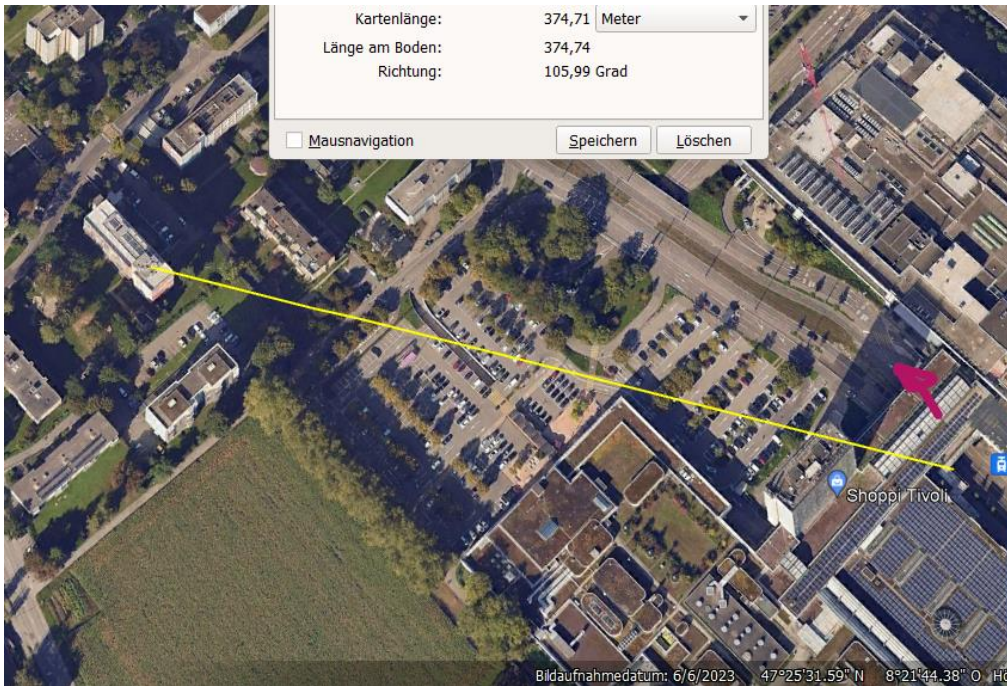 Kartenlänge: 374,71 Meter
Länge am Boden: 374,74
Richtung: 105,99 Grad
Mausnavigation Speichern Löschen
Shoppi Tivoli
Bildaufnahmedatum: 6/6/2023 47°25'31.59" N 8°21'44.38" O